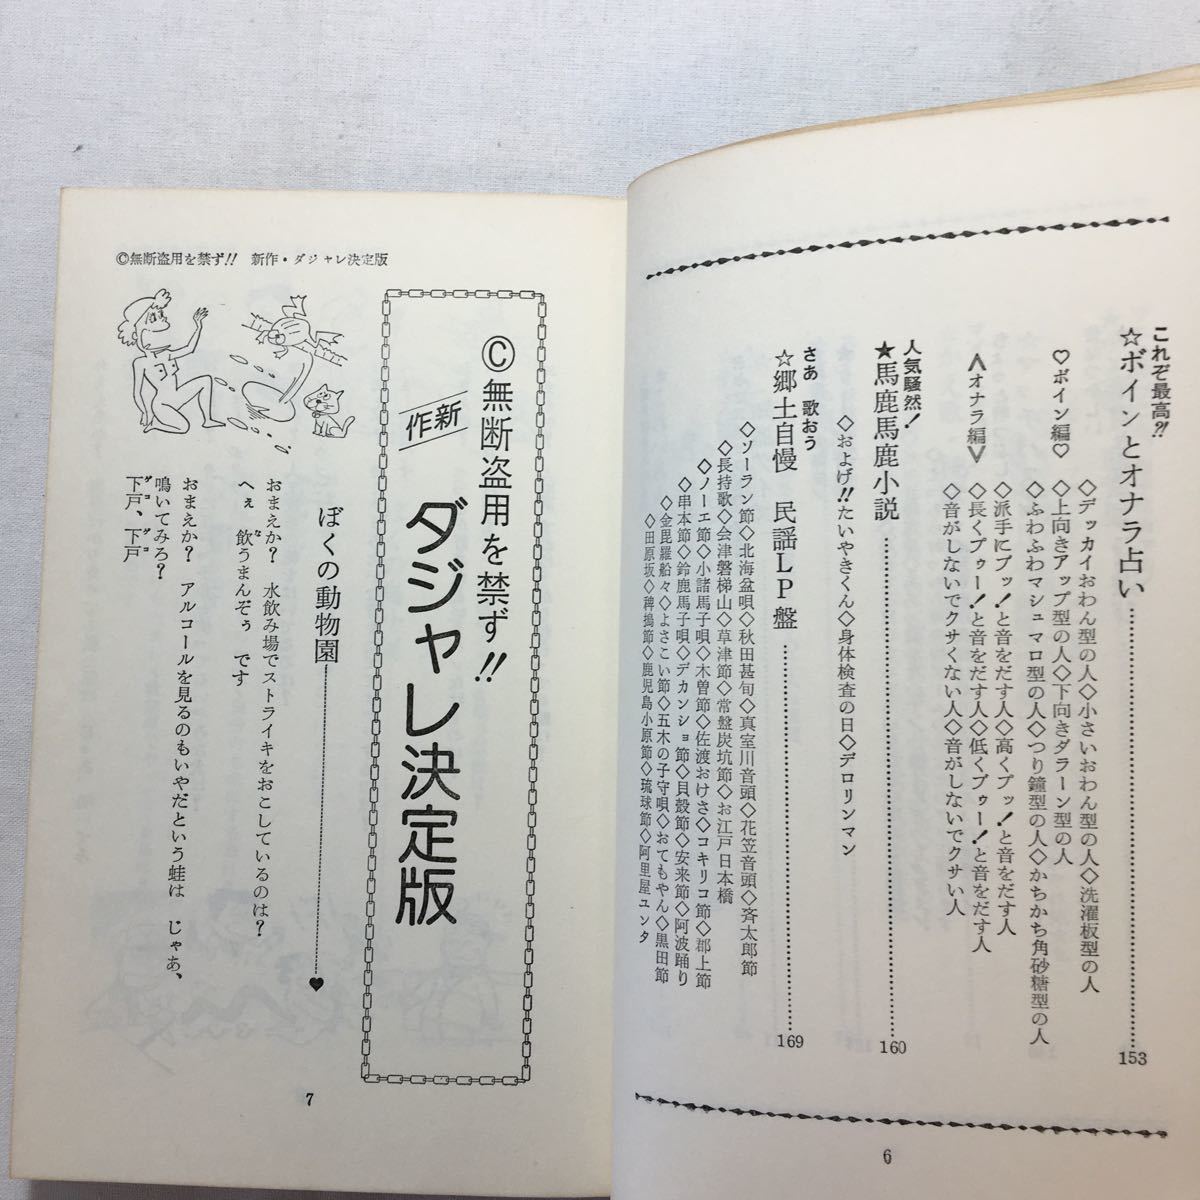 これぞ最高⁈
☆ボインとオナラ占い……………………………153
♡ボイン編♡
◇デッカイおわん型の人◇小さいおわん型の人◇洗濯板型の人
◇上向きアップ型の人◇下向きダラーン型の人
◇ふわふわマシュマロ型の人◇つり鐘型の人◇かちかち角砂糖型の人
≪オナラ編≫
◇派手にブッ！と音をだす人◇高くプッ！と音をだす人
◇長くプゥー！と音をだす人◇低くブゥー！と音をだす人
◇音がしないでクサくない人◇音がしないでクサい人
人気騒然！
★馬鹿馬鹿小説……………………………160
◇およげ!!たいやきくん◇身体検査の日◇デロリンマン
さあ 歌おう
☆郷土自慢 民謡LP盤……………………………169
◇ソーラン節◇北海盆唄◇秋田甚句◇真室川音頭◇花笠音頭◇斉太郎節
◇長持歌◇会津磐梯山◇草津節◇常盤炭坑節◇お江戸日本橋
◇ノーエ節◇小諸馬子唄◇木曽節◇佐渡おけさ◇コキリコ節◇郡上節
◇串本節◇鈴鹿馬子唄◇デカンショ節◇貝殻節◇安来節◇阿波踊り
◇金毘羅船々◇よさこい節◇五木の子守唄◇おてもやん◇黒田節
◇田原坂◇稗搗節◇鹿児島小原節◇琉球節◇阿里屋ユンタ
6
©無断盗用を禁ず!! 新作・ダジャレ決定版
©無断盗用を禁ず!!
新作
ダジャレ決定版
ぼくの動物園
おまえか? 水飲み場でストライキをおこしているのは?
へぇ 飲うまんぞぅ です
な
おまえか? アルコールを見るのもいやだという蛙は じゃあ、
鳴いてみろ?
下戸、下戸
ゲコ ゲコ
7